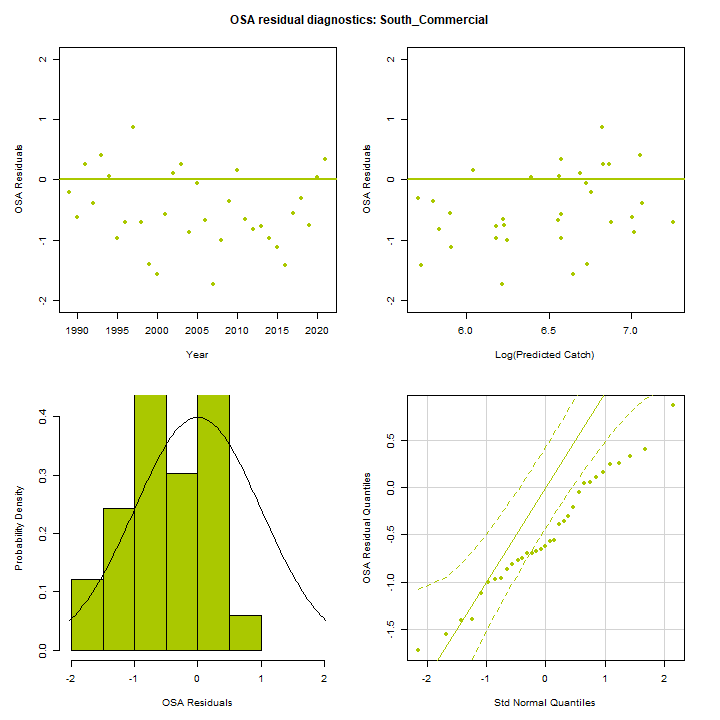 OSA residual diagnostics: South_Commercial
OSA Residuals
2
1
0
-1
-2
1990 1995 2000 2005 2010 2015 2020
Year
OSA Residuals
2
1
0
-1
-2
6.0 6.5 7.0
Log(Predicted Catch)
Probability Density
0.4
0.3
0.2
0.1
0.0
-2 -1 0 1 2
OSA Residuals
OSA Residual Quantiles
0.5
0.0
-0.5
-1.0
-1.5
-2 -1 0 1 2
Std Normal Quantiles